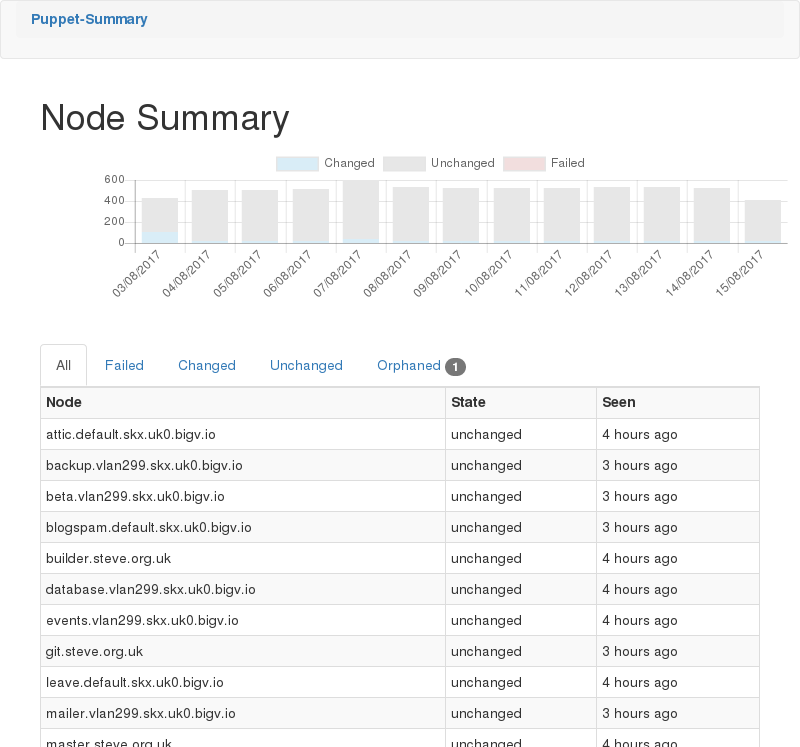 Puppet-Summary
Node Summary
Changed Unchanged Failed
600
400
200
0
03/08/2017 04/08/2017 05/08/2017 06/08/2017 07/08/2017 08/08/2017 09/08/2017 10/08/2017 11/08/2017 12/08/2017 13/08/2017 14/08/2017 15/08/2017
All Failed Changed Unchanged Orphaned 1
Node State Seen
attic.default.skx.uk0.bigv.io unchanged 4 hours ago
backup.vlan299.skx.uk0.bigv.io unchanged 3 hours ago
beta.vlan299.skx.uk0.bigv.io unchanged 3 hours ago
blogspam.default.skx.uk0.bigv.io unchanged 3 hours ago
builder.steve.org.uk unchanged 4 hours ago
database.vlan299.skx.uk0.bigv.io unchanged 4 hours ago
events.vlan299.skx.uk0.bigv.io unchanged 4 hours ago
git.steve.org.uk unchanged 3 hours ago
leave.default.skx.uk0.bigv.io unchanged 4 hours ago
mailer.vlan299.skx.uk0.bigv.io unchanged 3 hours ago
master.steve.org.uk unchanged 4 hours ago